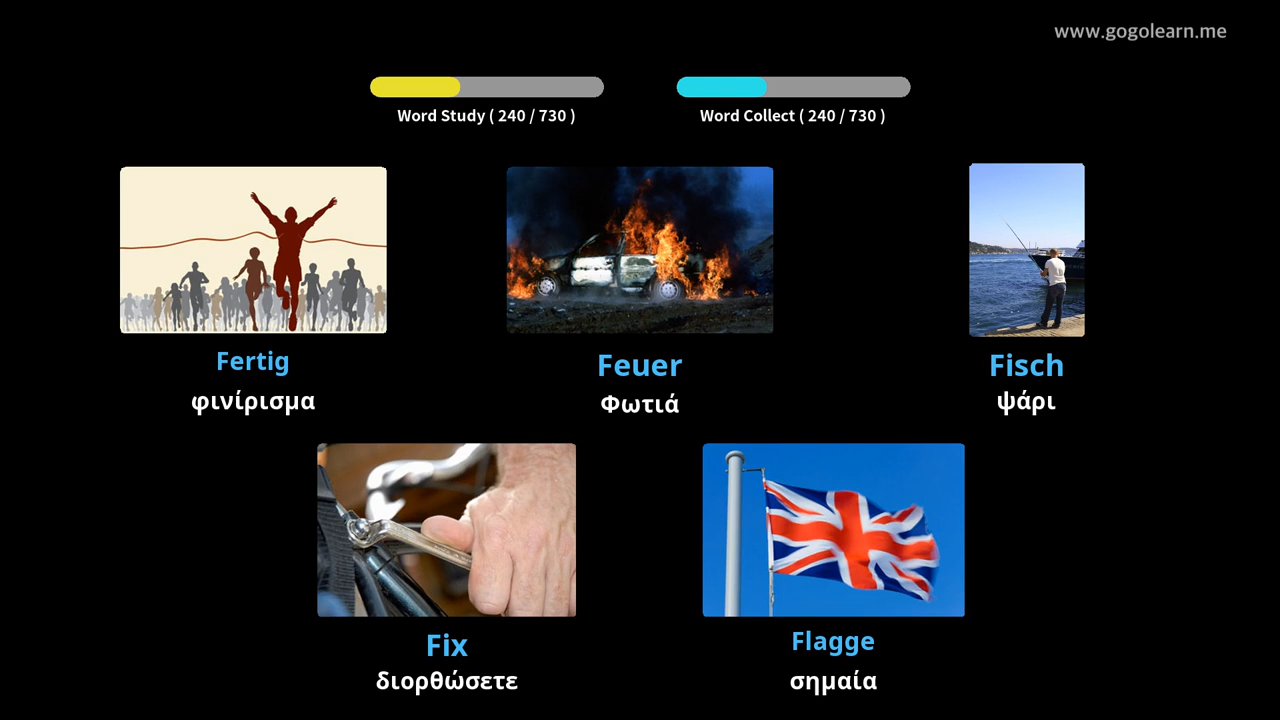 www.gogolearn.me
Word Study ( 240 / 730 )
Word Collect ( 240 / 730 )
Fertig
φινίρισμα
Feuer
Φωτιά
Fisch
ψάρι
Fix
διορθώσετε
Flagge
σημαία